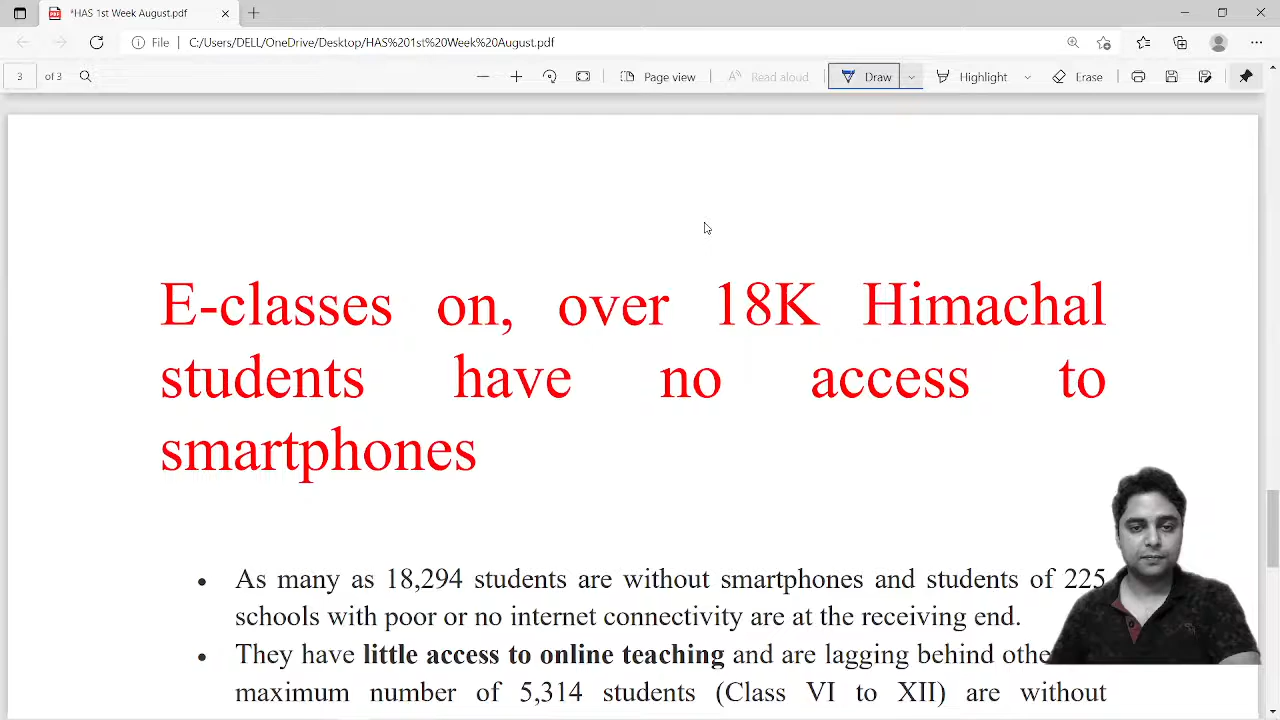 *HAS 1st Week August.pdf
File
C:/Users/DELL/OneDrive/Desktop/HAS%201st%20Week%20August.pdf
3 of 3
Page view
Read aloud
Draw
Highlight
Erase
E-classes on, over 18K Himachal
students have no access to
smartphones
• As many as 18,294 students are without smartphones and students of 225
schools with poor or no internet connectivity are at the receiving end.
• They have little access to online teaching and are lagging behind
maximum number of 5,314 students (Class VI to XII) are without